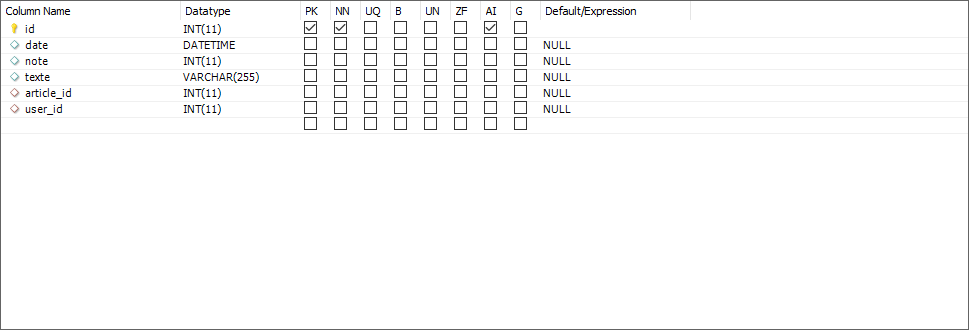 Column Name Datatype PK NN UQ B UN ZF AI G Default/Expression
id INT(11)
date DATETIME NULL
note INT(11) NULL
texte VARCHAR(255) NULL
article_id INT(11) NULL
user_id INT(11) NULL